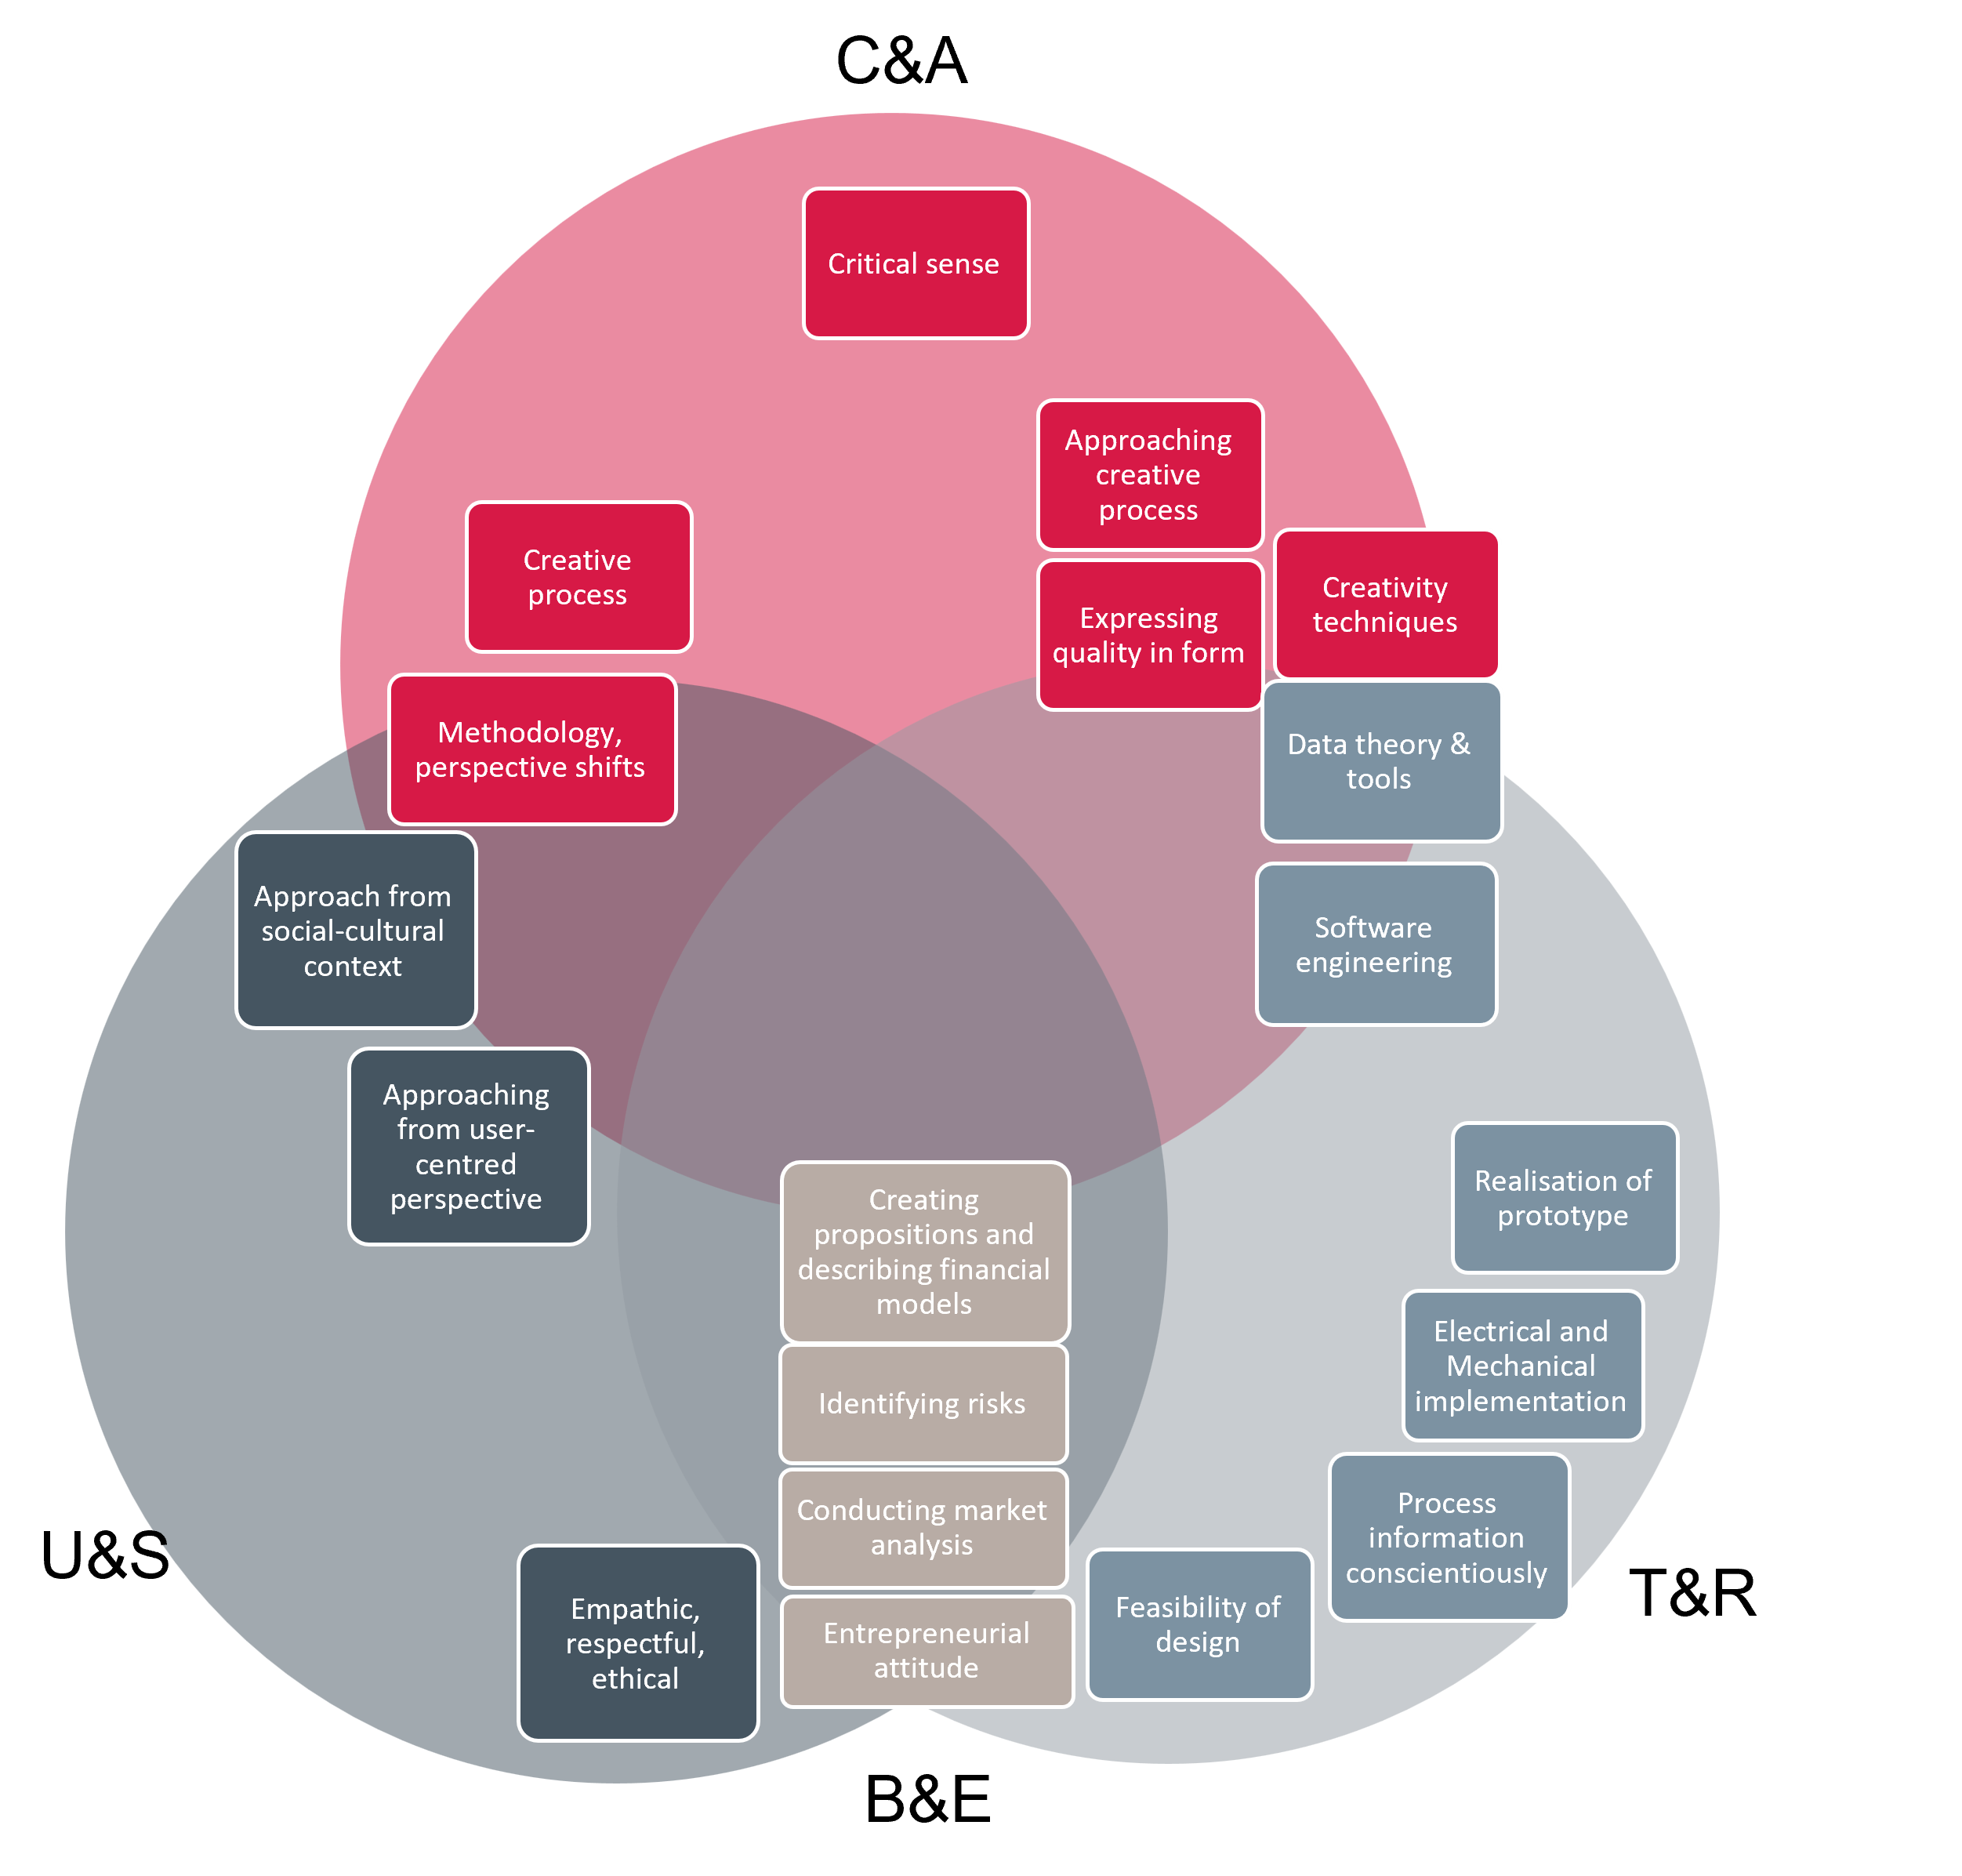 C&A
Critical sense
Approaching
creative
process
Creative
process
Creativity
techniques
Expressing
quality in form
Methodology,
perspective shifts
Data theory &
tools
Approach from
social-cultural
context
Software
engineering
Approaching
from user-
centred
perspective
Realisation of
prototype
Creating
propositions and
describing financial
models
Electrical and
Mechanical
implementation
Identifying risks
Conducting market
analysis
Process
information
conscientiously
U&S
T&R
Empathic,
respectful,
ethical
Entrepreneurial
attitude
Feasibility of
design
B&E